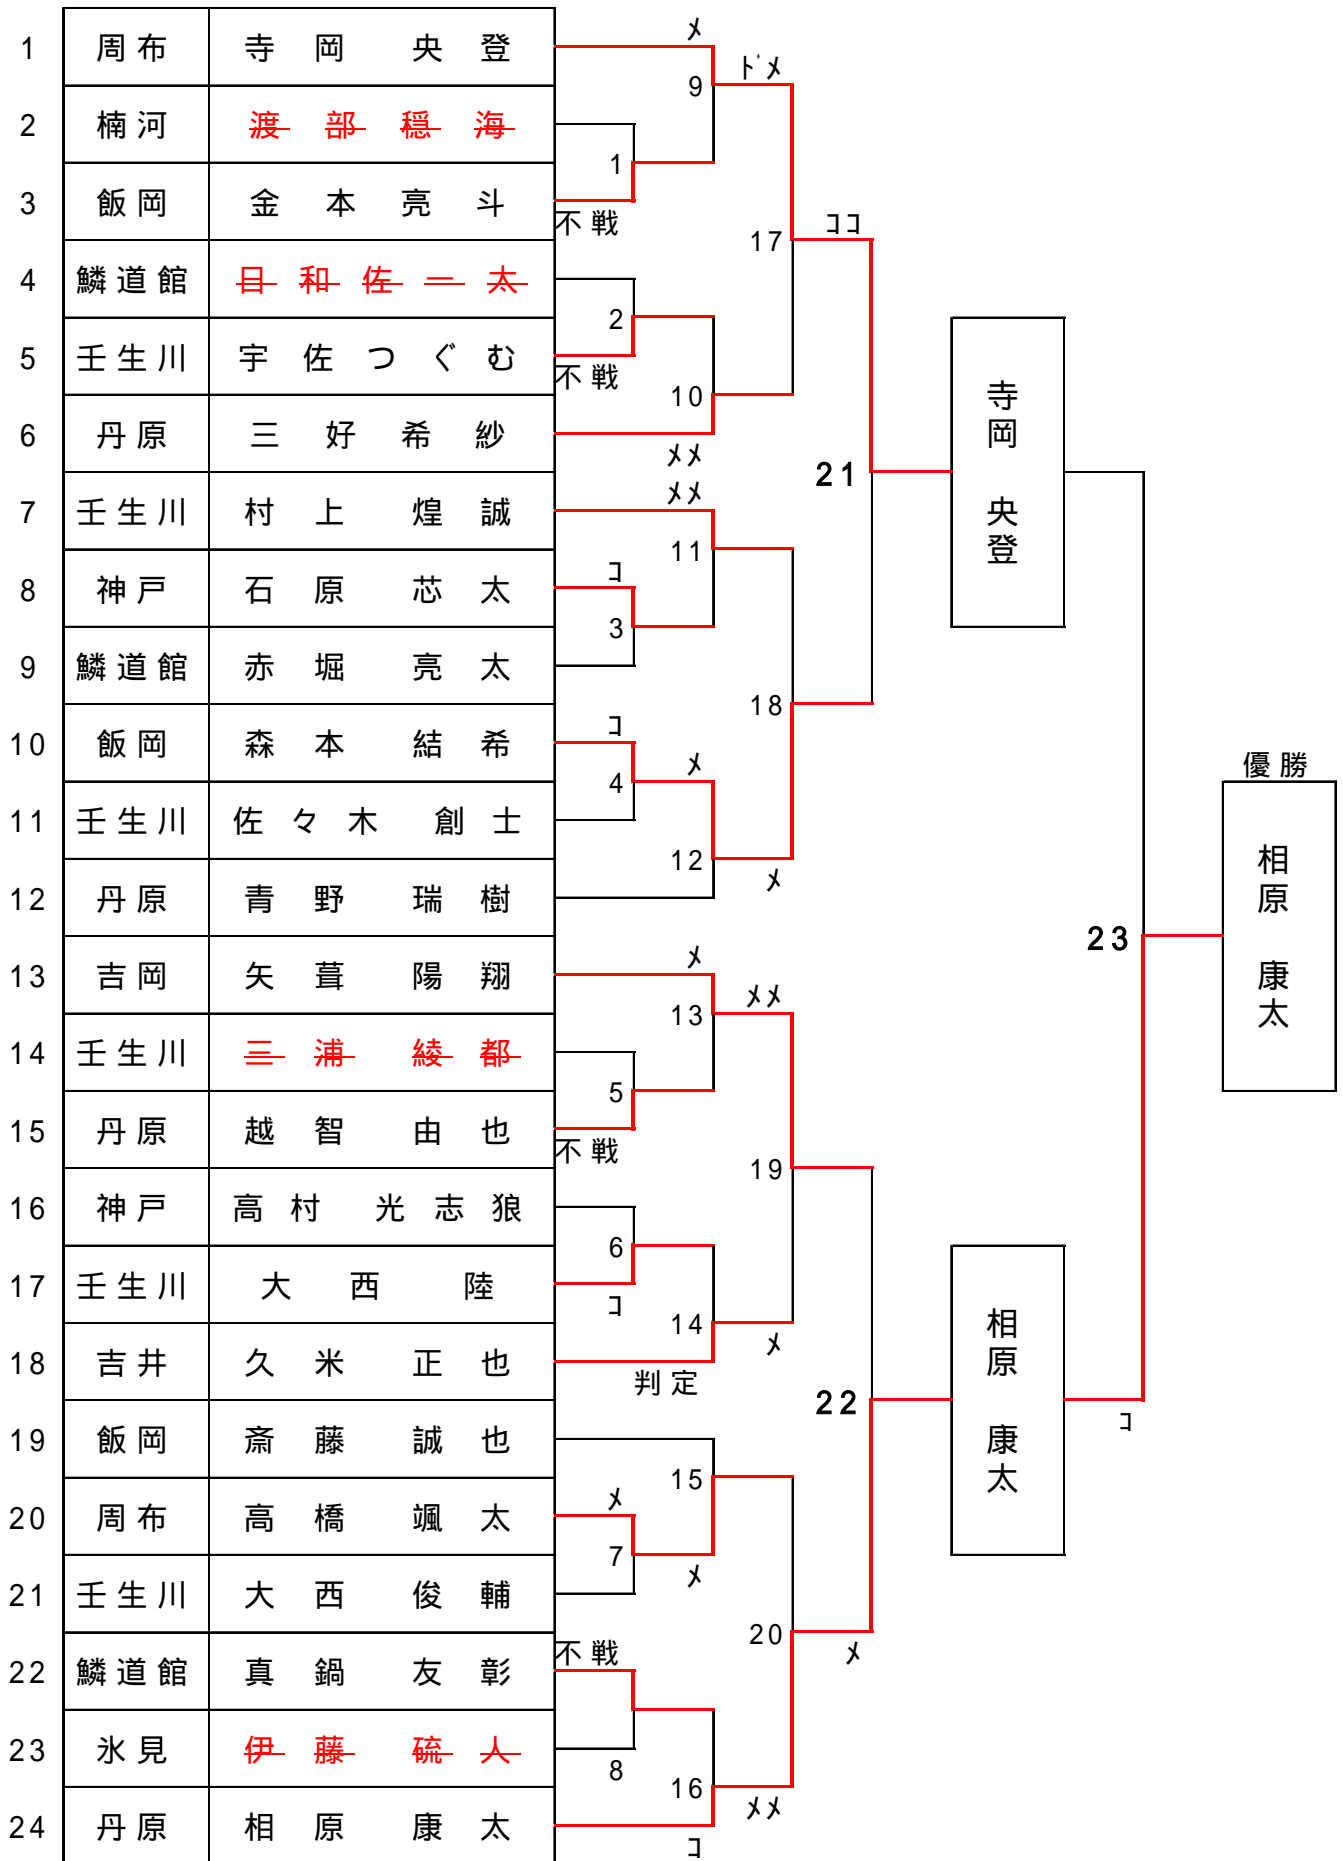 1 周布 寺岡 央登
2 楠河 渡部穏海
3 飯岡 金本亮斗
4 鱗道館 日和佐一太
5 壬生川 宇佐つぐむ
6 丹原 三好希紗
7 壬生川 村上 煌誠
8 神戸 石原 芯太
9 鱗道館 赤堀 亮太
10 飯岡 森本 結希
11 壬生川 佐々木 創士
12 丹原 青野 瑞樹
13 吉岡 矢葺 陽翔
14 壬生川 三浦 綾都
15 丹原 越智 由也
16 神戸 高村 光志狼
17 壬生川 大西 陸
18 吉井 久米 正也
19 飯岡 斎藤 誠也
20 周布 高橋 颯太
21 壬生川 大西 俊輔
22 鱗道館 真鍋 友彰
23 氷見 伊藤 硫人
24 丹原 相原 康太
1
不戦
2
不戦
コ
3
コ
4
5
不戦
6
コ
メ
7
不戦
8
メ
9
10
メメ
メメ
11
メ
12
メ
13
14
判定
15
メ
16
コ
ドメ
17
18
メ
メメ
19
メ
20
メメ
ココ
21
22
メ
寺岡 央登
相原 康太
23
コ
優勝
相原 康太